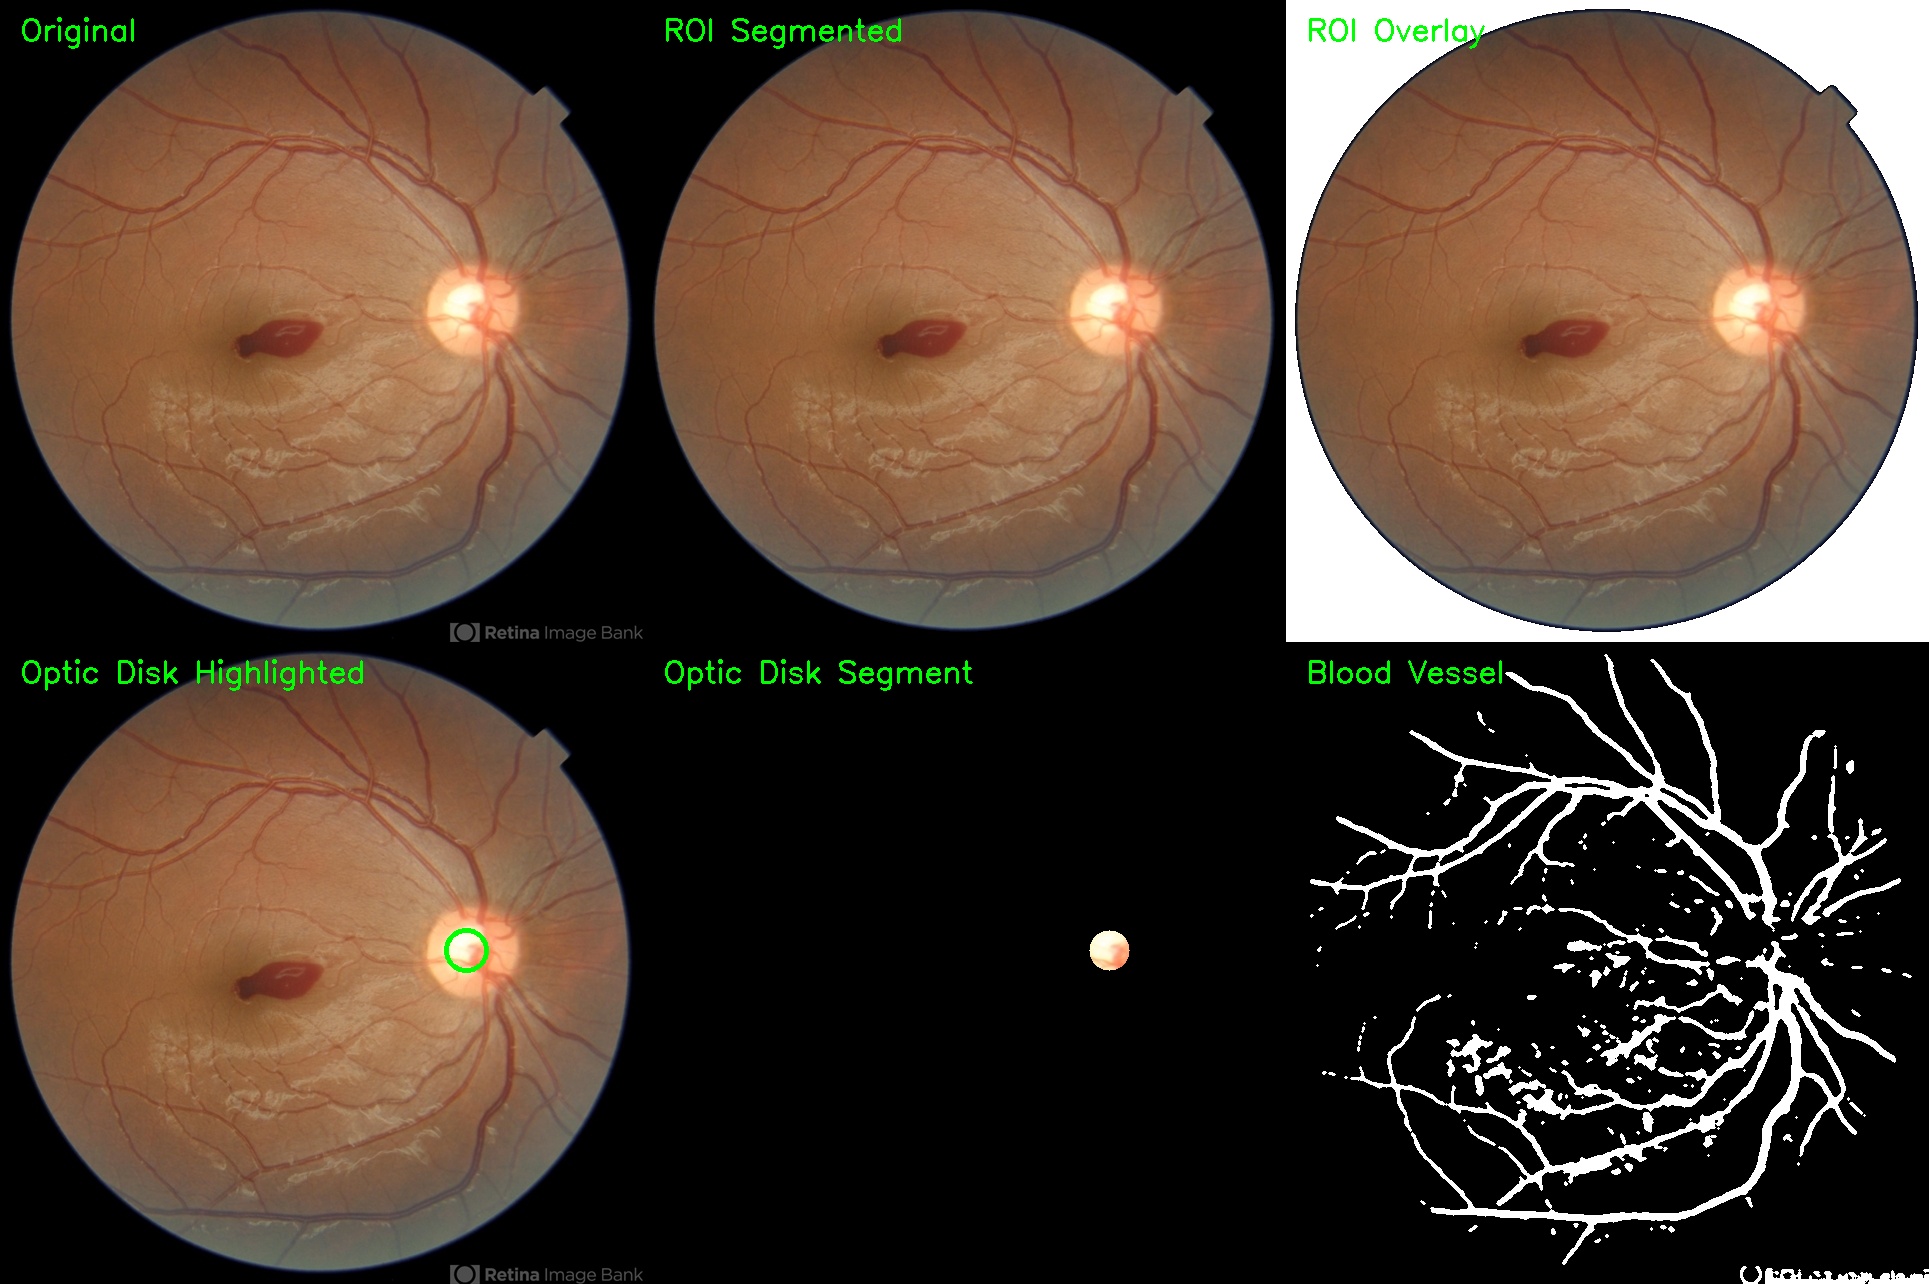 Original
ROI Segmented
ROI Overlay
Retina Image Bank
Optic Disk Highlighted
Optic Disk Segment
Blood Vessel
Retina Image Bank